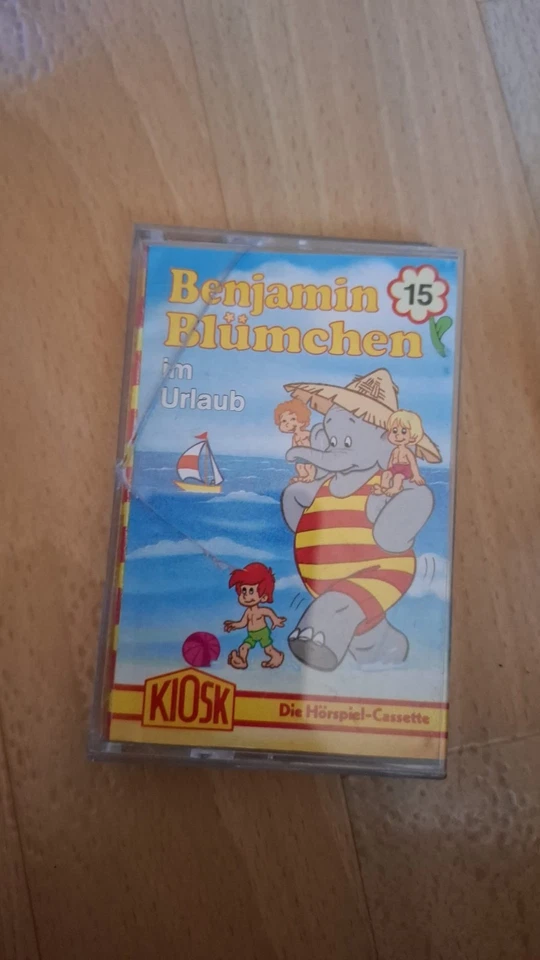 Benjamin
Blümchen
15
im
Urlaub
KIOSK
Die Hörspiel-Cassette